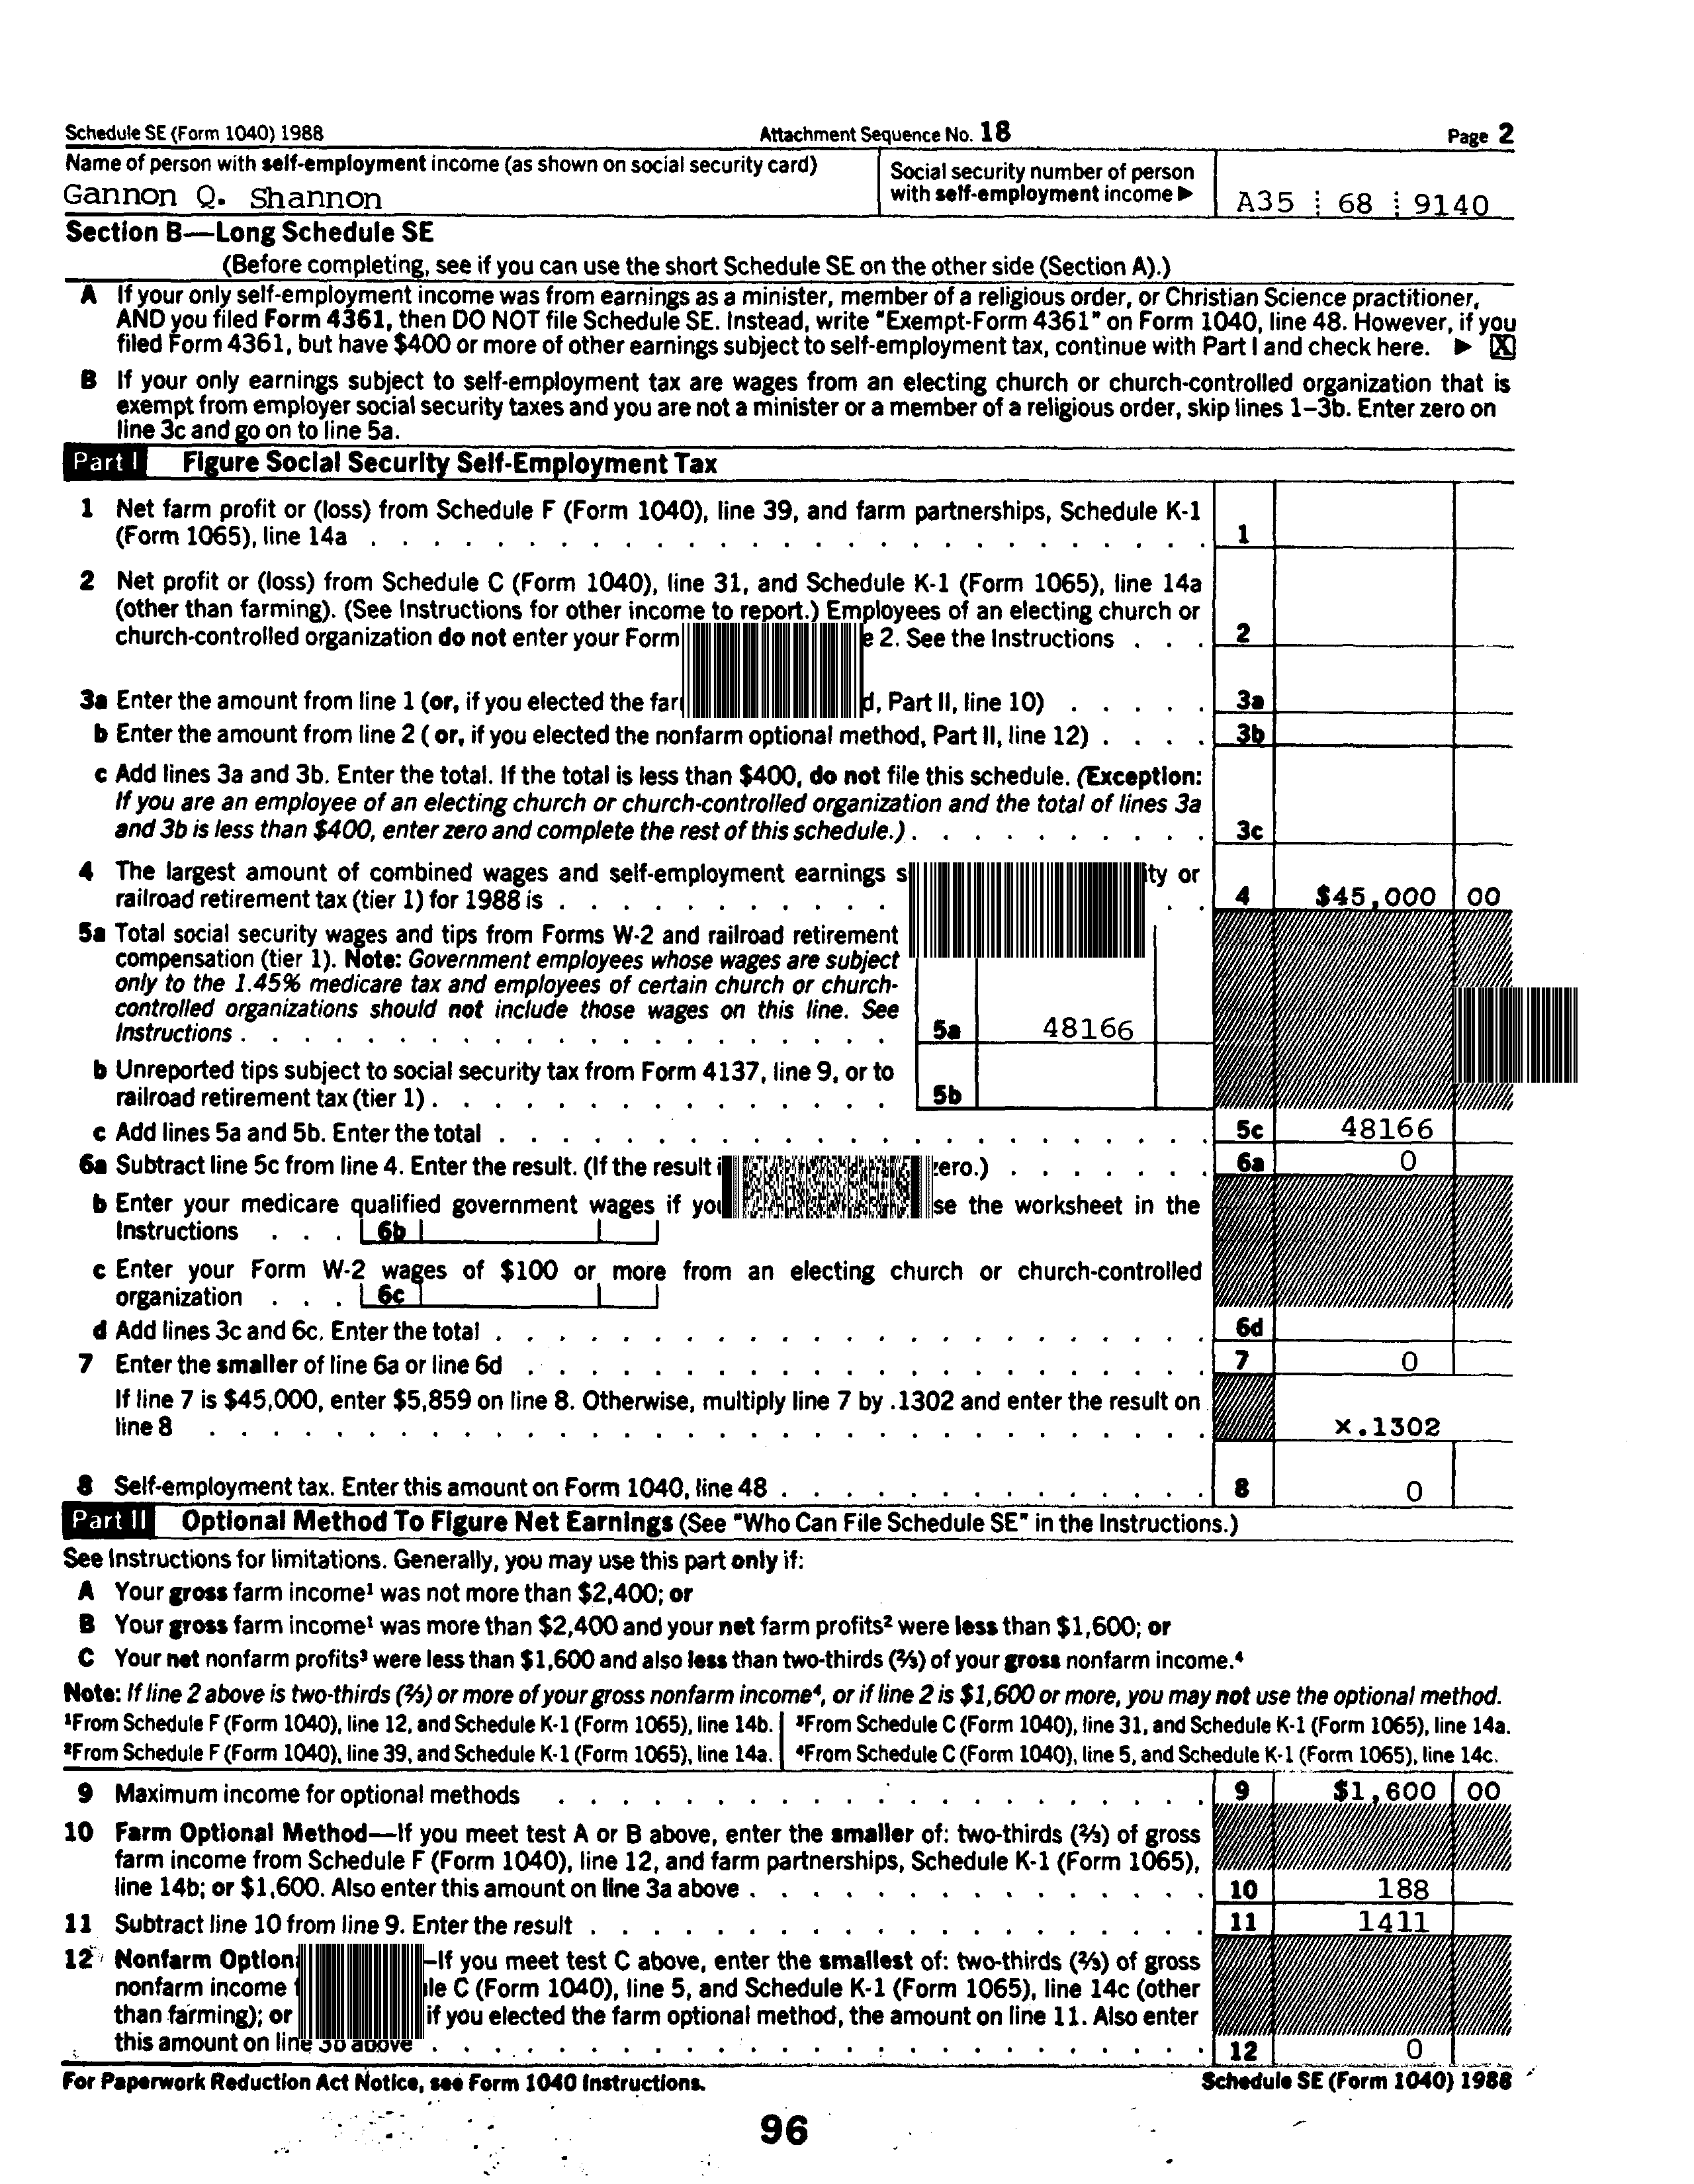 Schedule SE (Form 1040) 1988 Attachment Sequence No. 18 Page 2
Name of person with self-employment income (as shown on social security card)
Gannon Q. Shannon
Social security number of person
with self-employment income ▶ A35 68 9140
Section B—Long Schedule SE
(Before completing, see if you can use the short Schedule SE on the other side (Section A).)
A If your only self-employment income was from earnings as a minister, member of a religious order, or Christian Science practitioner,
AND you filed Form 4361, then DO NOT file Schedule SE. Instead, write "Exempt-Form 4361" on Form 1040, line 48. However, if you
filed Form 4361, but have $400 or more of other earnings subject to self-employment tax, continue with Part I and check here. ▶ X
B If your only earnings subject to self-employment tax are wages from an electing church or church-controlled organization that is
exempt from employer social security taxes and you are not a minister or a member of a religious order, skip lines 1–3b. Enter zero on
line 3c and go on to line 5a.
Part I Figure Social Security Self-Employment Tax
1 Net farm profit or (loss) from Schedule F (Form 1040), line 39, and farm partnerships, Schedule K-1
(Form 1065), line 14a 1
2 Net profit or (loss) from Schedule C (Form 1040), line 31, and Schedule K-1 (Form 1065), line 14a
(other than farming). (See Instructions for other income to report.) Employees of an electing church or
church-controlled organization do not enter your Form 2. See the Instructions 2
3a Enter the amount from line 1 (or, if you elected the Part II, line 10) 3a
b Enter the amount from line 2 (or, if you elected the nonfarm optional method, Part II, line 12) 3b
c Add lines 3a and 3b. Enter the total. If the total is less than $400, do not file this schedule. (Exception:
If you are an employee of an electing church or church-controlled organization and the total of lines 3a
and 3b is less than $400, enter zero and complete the rest of this schedule.) 3c
4 The largest amount of combined wages and self-employment earnings or
railroad retirement tax (tier 1) for 1988 is 4 $45,000 00
5a Total social security wages and tips from Forms W-2 and railroad retirement
compensation (tier 1). Note: Government employees whose wages are subject
only to the 1.45% medicare tax and employees of certain church or church-
controlled organizations should not include those wages on this line. See
Instructions 5a 48166
b Unreported tips subject to social security tax from Form 4137, line 9, or to
railroad retirement tax (tier 1) 5b
c Add lines 5a and 5b. Enter the total 5c 48166
6a Subtract line 5c from line 4. Enter the result. (If the result zero.) 6a 0
b Enter your medicare qualified government wages if the worksheet in the
Instructions 6b
c Enter your Form W-2 wages of $100 or more from an electing church or church-controlled
organization 6c
d Add lines 3c and 6c. Enter the total 6d
7 Enter the smaller of line 6a or line 6d 7 0
If line 7 is $45,000, enter $5,859 on line 8. Otherwise, multiply line 7 by .1302 and enter the result on
line 8 x.1302
8 Self-employment tax. Enter this amount on Form 1040, line 48 8 0
Part II Optional Method To Figure Net Earnings (See "Who Can File Schedule SE" in the Instructions.)
See Instructions for limitations. Generally, you may use this part only if:
A Your gross farm income¹ was not more than $2,400; or
B Your gross farm income¹ was more than $2,400 and your net farm profits² were less than $1,600; or
C Your net nonfarm profits³ were less than $1,600 and also less than two-thirds (⅔) of your gross nonfarm income.⁴
Note: If line 2 above is two-thirds (⅔) or more of your gross nonfarm income⁴, or if line 2 is $1,600 or more, you may not use the optional method.
¹From Schedule F (Form 1040), line 12, and Schedule K-1 (Form 1065), line 14b. ³From Schedule C (Form 1040), line 31, and Schedule K-1 (Form 1065), line 14a.
²From Schedule F (Form 1040), line 39, and Schedule K-1 (Form 1065), line 14a. ⁴From Schedule C (Form 1040), line 5, and Schedule K-1 (Form 1065), line 14c.
9 Maximum income for optional methods 9 $1,600 00
10 Farm Optional Method—If you meet test A or B above, enter the smaller of: two-thirds (⅔) of gross
farm income from Schedule F (Form 1040), line 12, and farm partnerships, Schedule K-1 (Form 1065),
line 14b; or $1,600. Also enter this amount on line 3a above 10 188
11 Subtract line 10 from line 9. Enter the result 11 1411
12 Nonfarm —If you meet test C above, enter the smallest of: two-thirds (⅔) of gross
nonfarm income C (Form 1040), line 5, and Schedule K-1 (Form 1065), line 14c (other
than farming); or if you elected the farm optional method, the amount on line 11. Also enter
this amount on line 3b above 12 0
For Paperwork Reduction Act Notice, see Form 1040 Instructions. Schedule SE (Form 1040) 1988
96